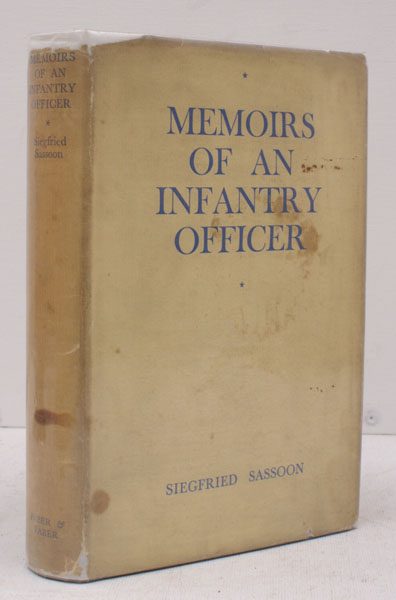 MEMOIRS
OF AN
INFANTRY
OFFICER
Siegfried
Sassoon
FABER &
FABER
MEMOIRS
OF AN
INFANTRY
OFFICER
SIEGFRIED SASSOON